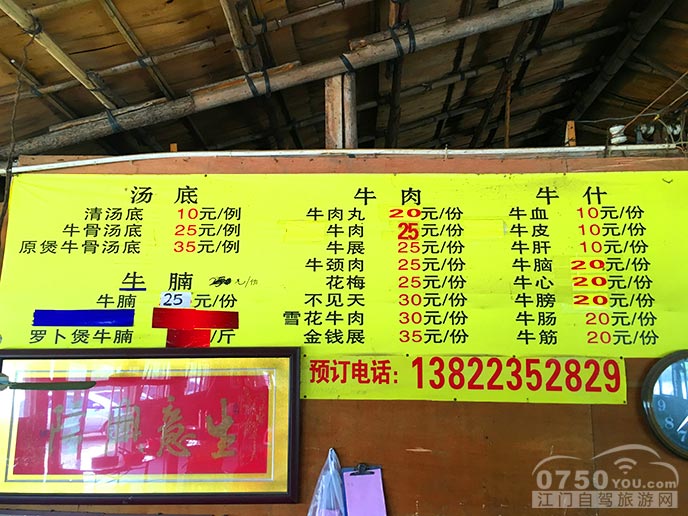 汤底
清汤底 10元/例
牛骨汤底 25元/例
原煲牛骨汤底 35元/例
牛腩
牛腩 25元/份
罗卜煲牛腩 /斤
牛肉
牛肉丸 20元/份
牛肉 25元/份
牛展 25元/份
牛颈肉 25元/份
花梅 25元/份
不见天 30元/份
雪花牛肉 30元/份
金钱展 35元/份
牛什
牛血 10元/份
牛皮 10元/份
牛肝 10元/份
牛脑 20元/份
牛心 20元/份
牛膀 20元/份
牛肠 20元/份
牛筋 20元/份
预订电话：13822352829
生意興隆
0750YOU.com
江门自驾旅游网